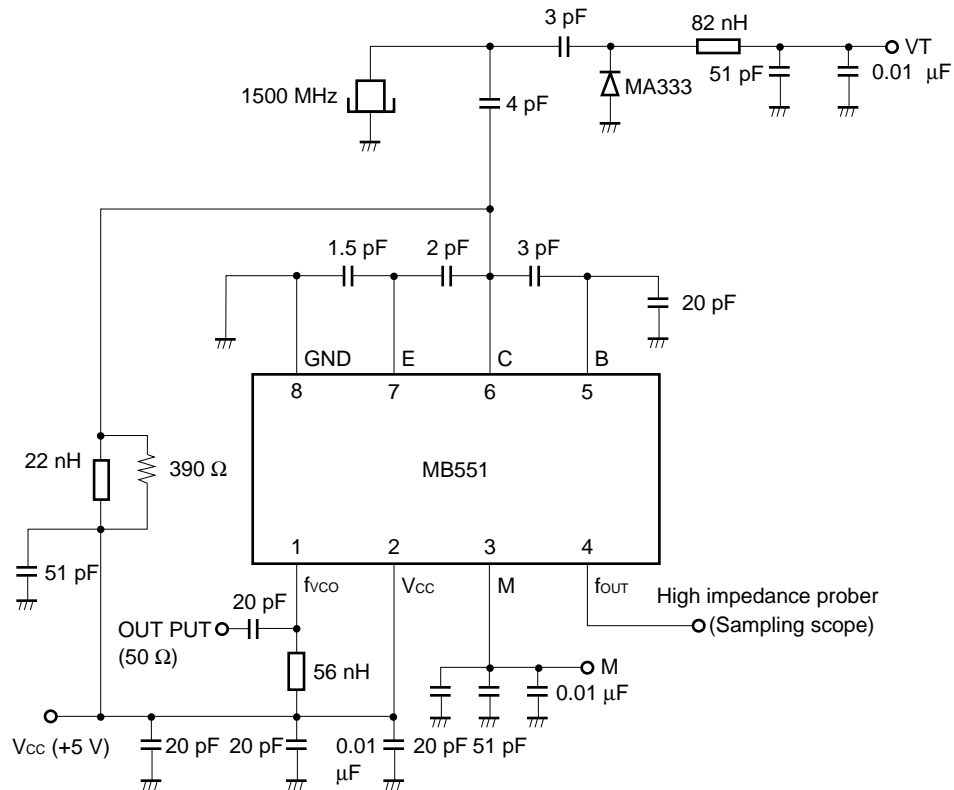 3 pF
82 nH
VT
51 pF
0.01 μF
MA333
1500 MHz
4 pF
1.5 pF
2 pF
3 pF
20 pF
GND
E
C
B
8
7
6
5
22 nH
390 Ω
MB551
51 pF
1
2
3
4
fVCO
VCC
M
fOUT
High impedance prober
(Sampling scope)
20 pF
OUT PUT
(50 Ω)
56 nH
M
0.01 μF
VCC (+5 V)
20 pF
20 pF
0.01
μF
20 pF
51 pF